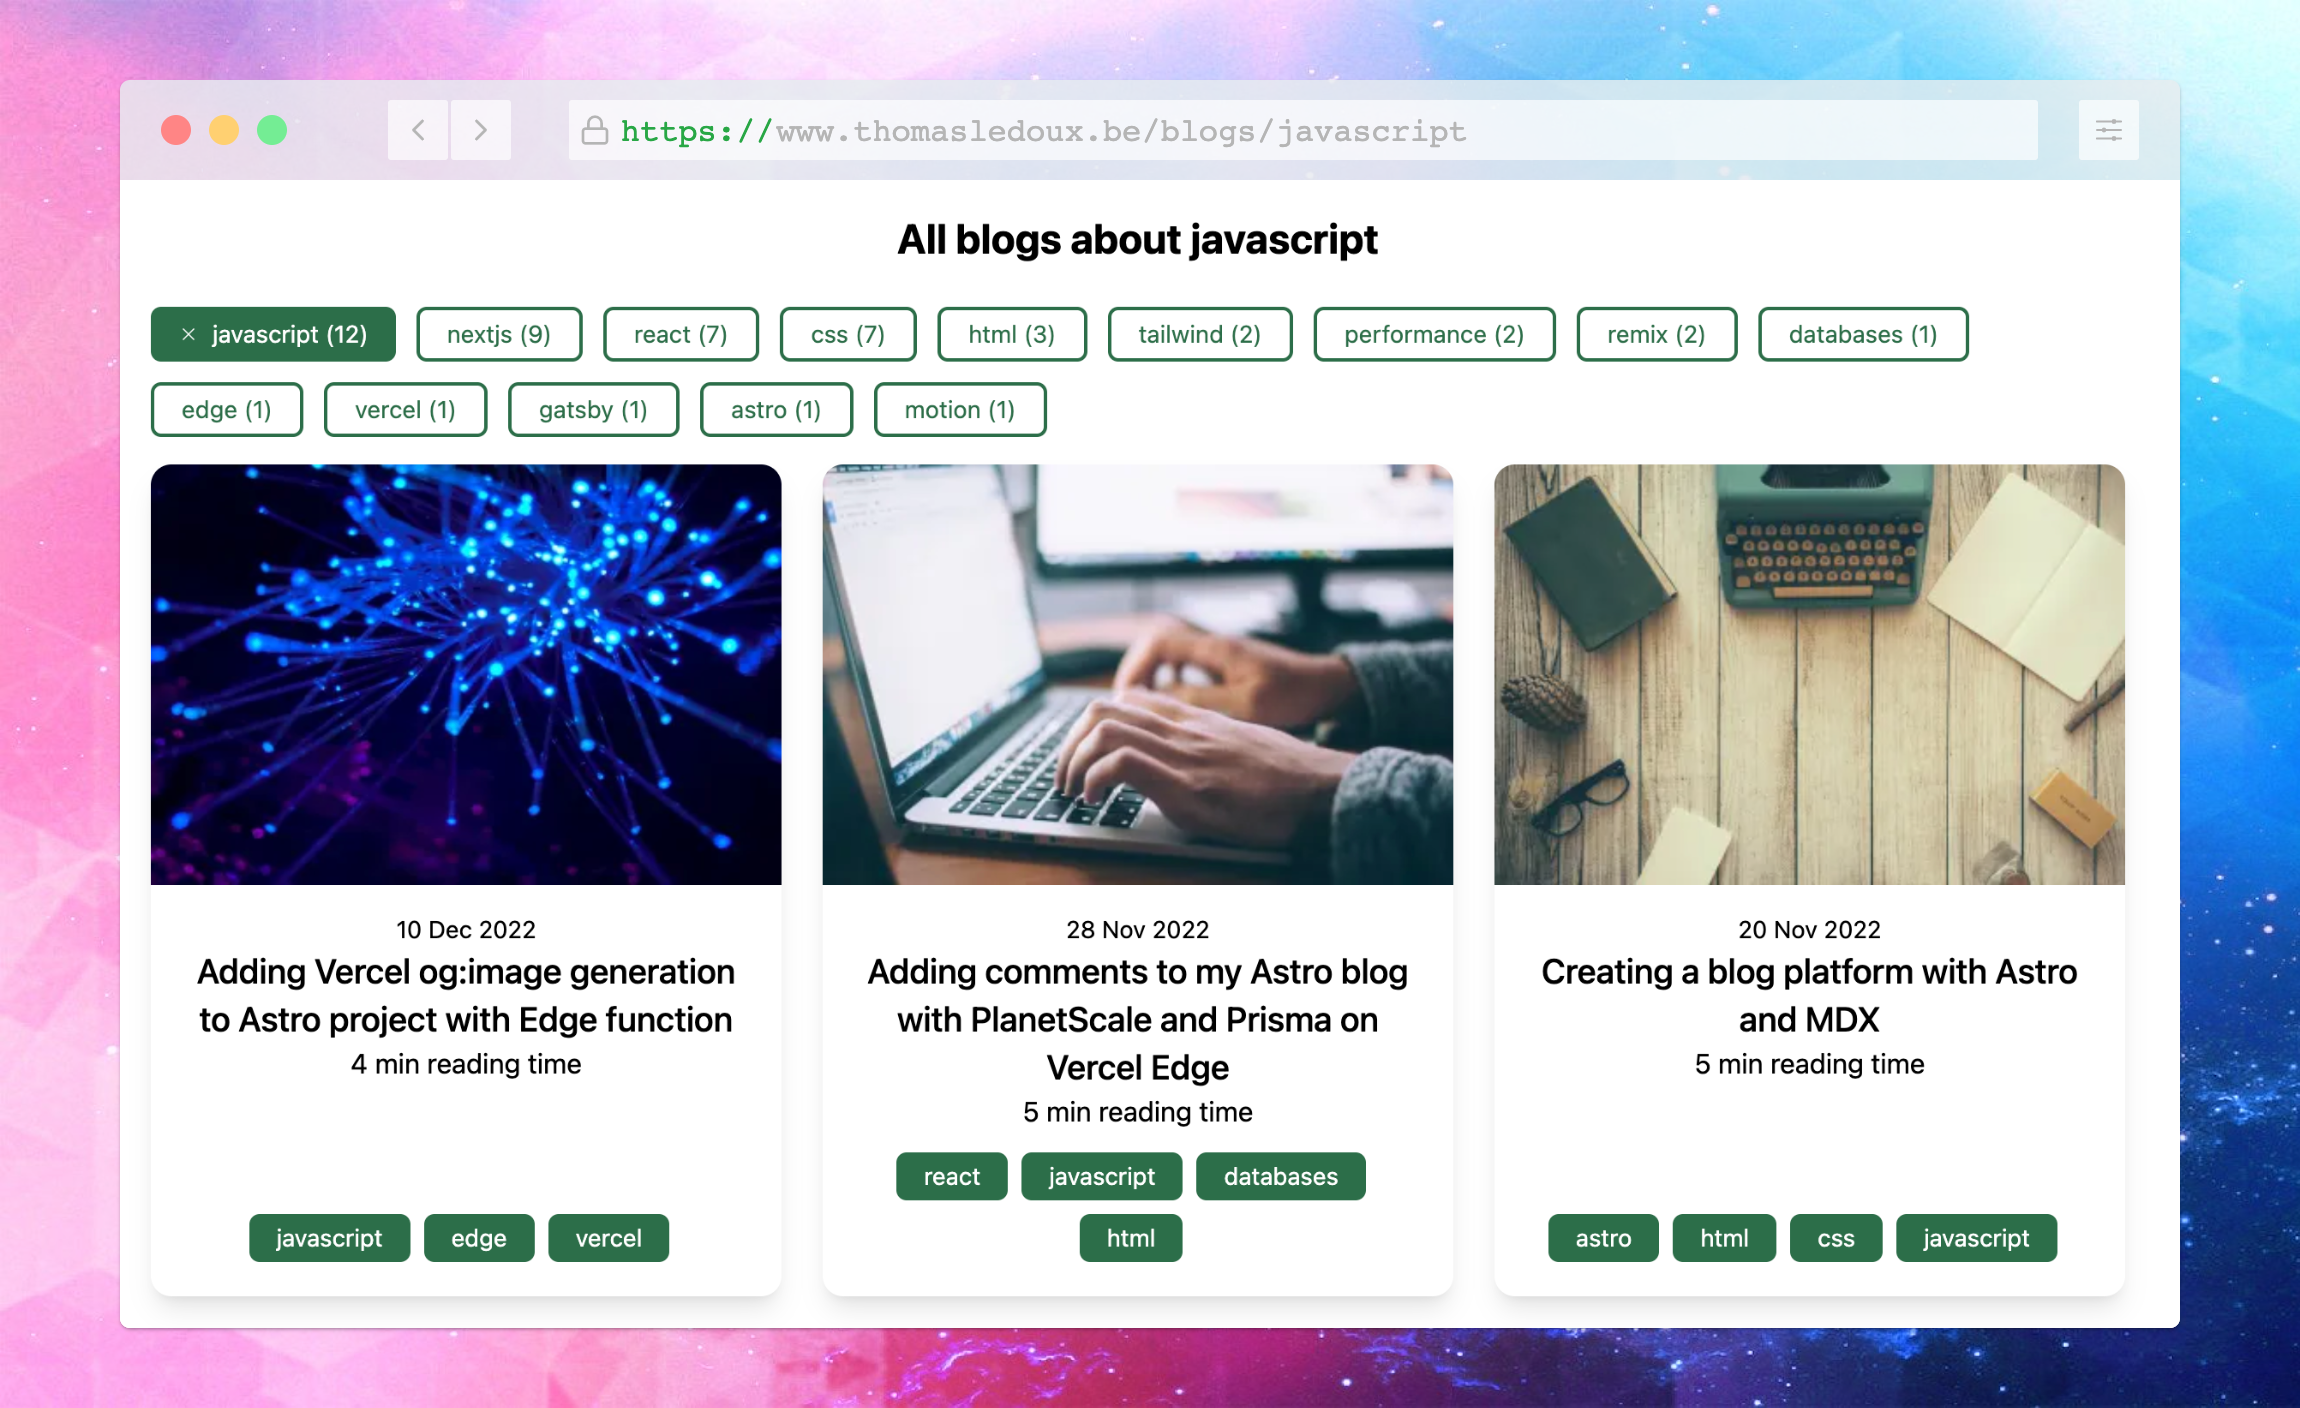 https://www.thomasledoux.be/blogs/javascript
All blogs about javascript
× javascript (12) nextjs (9) react (7) css (7) html (3) tailwind (2) performance (2) remix (2) databases (1)
edge (1) vercel (1) gatsby (1) astro (1) motion (1)
10 Dec 2022
Adding Vercel og:image generation
to Astro project with Edge function
4 min reading time
javascript edge vercel
28 Nov 2022
Adding comments to my Astro blog
with PlanetScale and Prisma on
Vercel Edge
5 min reading time
react javascript databases
html
20 Nov 2022
Creating a blog platform with Astro
and MDX
5 min reading time
astro html css javascript